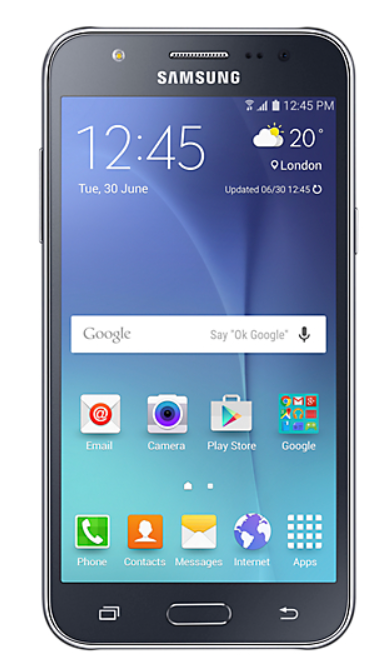 SAMSUNG
12:45 PM
12:45
20°
London
Tue, 30 June
Updated 06/30 12:45
Google
Say "Ok Google"
@
Email
Camera
Play Store
Google
Phone
Contacts
Messages
Internet
Apps